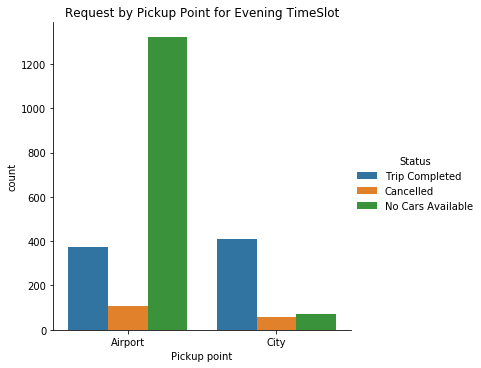 Request by Pickup Point for Evening TimeSlot
1200
1000
800
600
400
200
0
count
Airport
City
Pickup point
Status
Trip Completed
Cancelled
No Cars Available